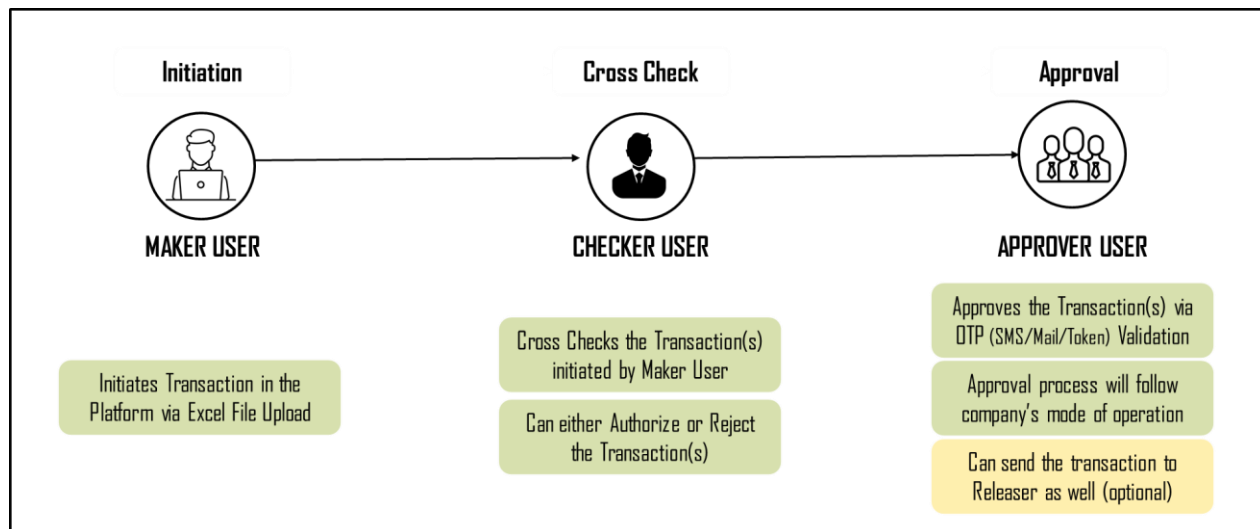 Initiation
Cross Check
Approval
MAKER USER
CHECKER USER
APPROVER USER
Initiates Transaction in the
Platform via Excel File Upload
Cross Checks the Transaction(s)
initiated by Maker User
Can either Authorize or Reject
the Transaction(s)
Approves the Transaction(s) via
OTP (SMS/Mail/Token) Validation
Approval process will follow
company's mode of operation
Can send the transaction to
Releaser as well (optional)